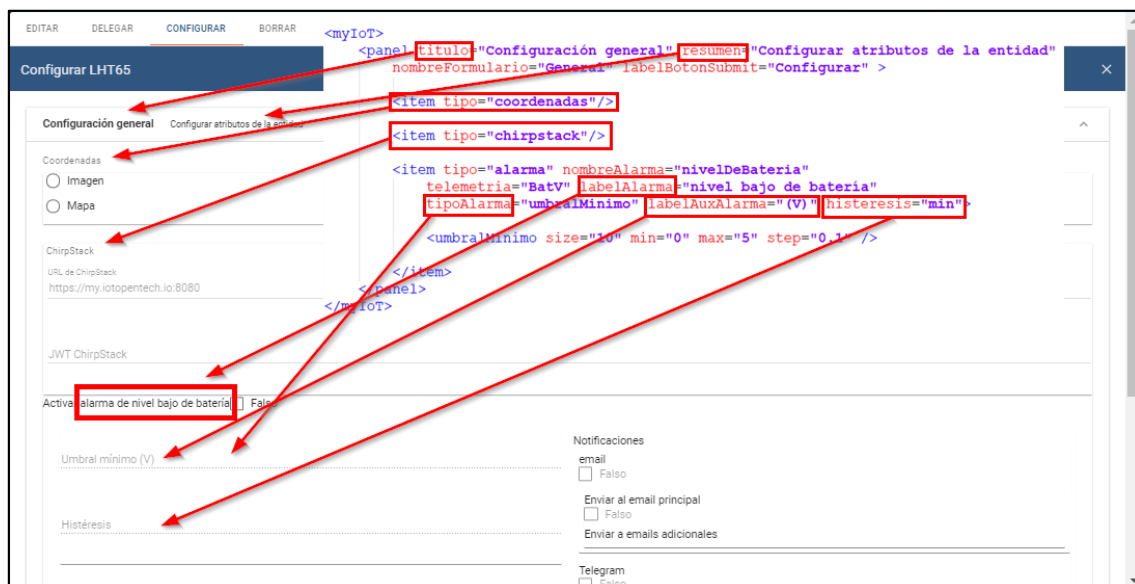 EDITAR DELEGAR CONFIGURAR BORRAR
<myIoT>
<panel titulo="Configuración general" resumen="Configurar atributos de la entidad"
nombreFormulario="General" labelBotonSubmit="Configurar" >
Configurar LHT65
<item tipo="coordenadas"/>
Configuración general Configurar atributos de la entidad
<item tipo="chirpstack"/>
Coordenadas
<item tipo="alarma" nombreAlarma="nivelDeBateria"
Imagen
telemetria="BatV" labelAlarma="nivel bajo de batería"
Mapa
tipoAlarma="umbralMinimo" labelAuxAlarma="(V)" histeresis="min">
<umbralMinimo size="10" min="0" max="5" step="0.1" />
ChirpStack
</item>
URL de ChirpStack
https://my.iotopentech.io:8080
</panel>
</myIoT>
JWT ChirpStack
Activar alarma de nivel bajo de batería Falso
Notificaciones
Umbral mínimo (V)
email
Falso
Enviar al email principal
Falso
Histéresis
Enviar a emails adicionales
Telegram
Falso